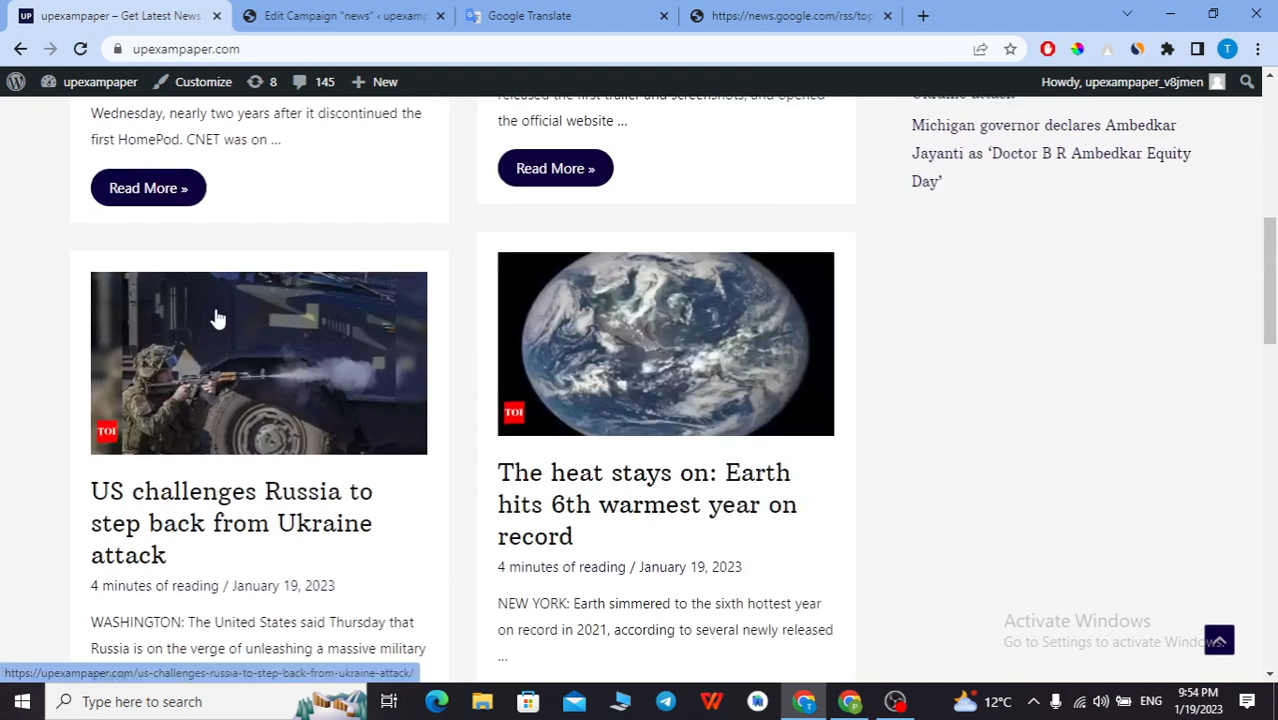 upexampaper – Get Latest News
Edit Campaign “news” ‹ upexamp
Google Translate
https://news.google.com/rss/top
upexampaper.com
T
upexampaper
Customize
8
145
New
Howdy, upexampaper_v8jmen
Wednesday, nearly two years after it discontinued the
first HomePod. CNET was on ...
Read More »
released the first trailer and screenshots, and opened
the official website ...
Read More »
Ukraine attack
Michigan governor declares Ambedkar
Jayanti as ‘Doctor B R Ambedkar Equity
Day’
TOI
US challenges Russia to
step back from Ukraine
attack
4 minutes of reading / January 19, 2023
WASHINGTON: The United States said Thursday that
Russia is on the verge of unleashing a massive military
TOI
The heat stays on: Earth
hits 6th warmest year on
record
4 minutes of reading / January 19, 2023
NEW YORK: Earth simmered to the sixth hottest year
on record in 2021, according to several newly released
...
Activate Windows
Go to Settings to activate Windows.
https://upexampaper.com/us-challenges-russia-to-step-back-from-ukraine-attack/
Type here to search
12°C
ENG
9:54 PM
1/19/2023